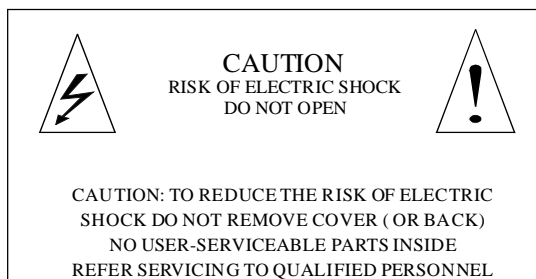 CAUTION
RISK OF ELECTRIC SHOCK
DO NOT OPEN
CAUTION: TO REDUCE THE RISK OF ELECTRIC
SHOCK DO NOT REMOVE COVER ( OR BACK)
NO USER-SERVICEABLE PARTS INSIDE
REFER SERVICING TO QUALIFIED PERSONNEL